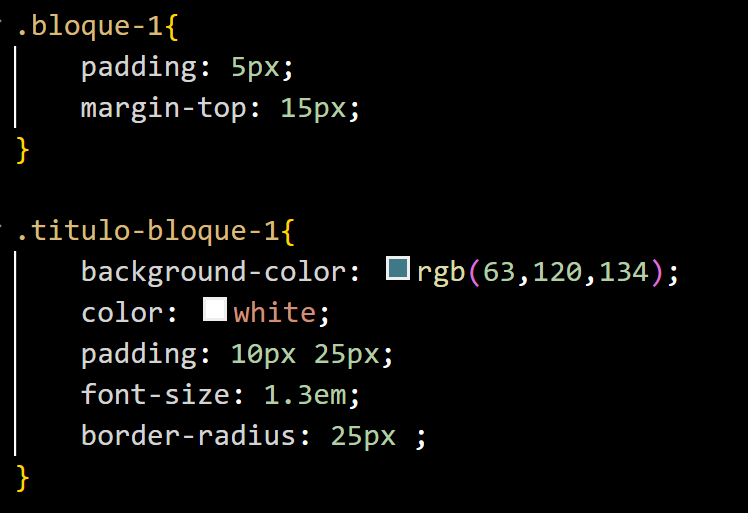 .bloque-1{
    padding: 5px;
    margin-top: 15px;
}

.titulo-bloque-1{
    background-color: rgb(63,120,134);
    color: white;
    padding: 10px 25px;
    font-size: 1.3em;
    border-radius: 25px ;
}